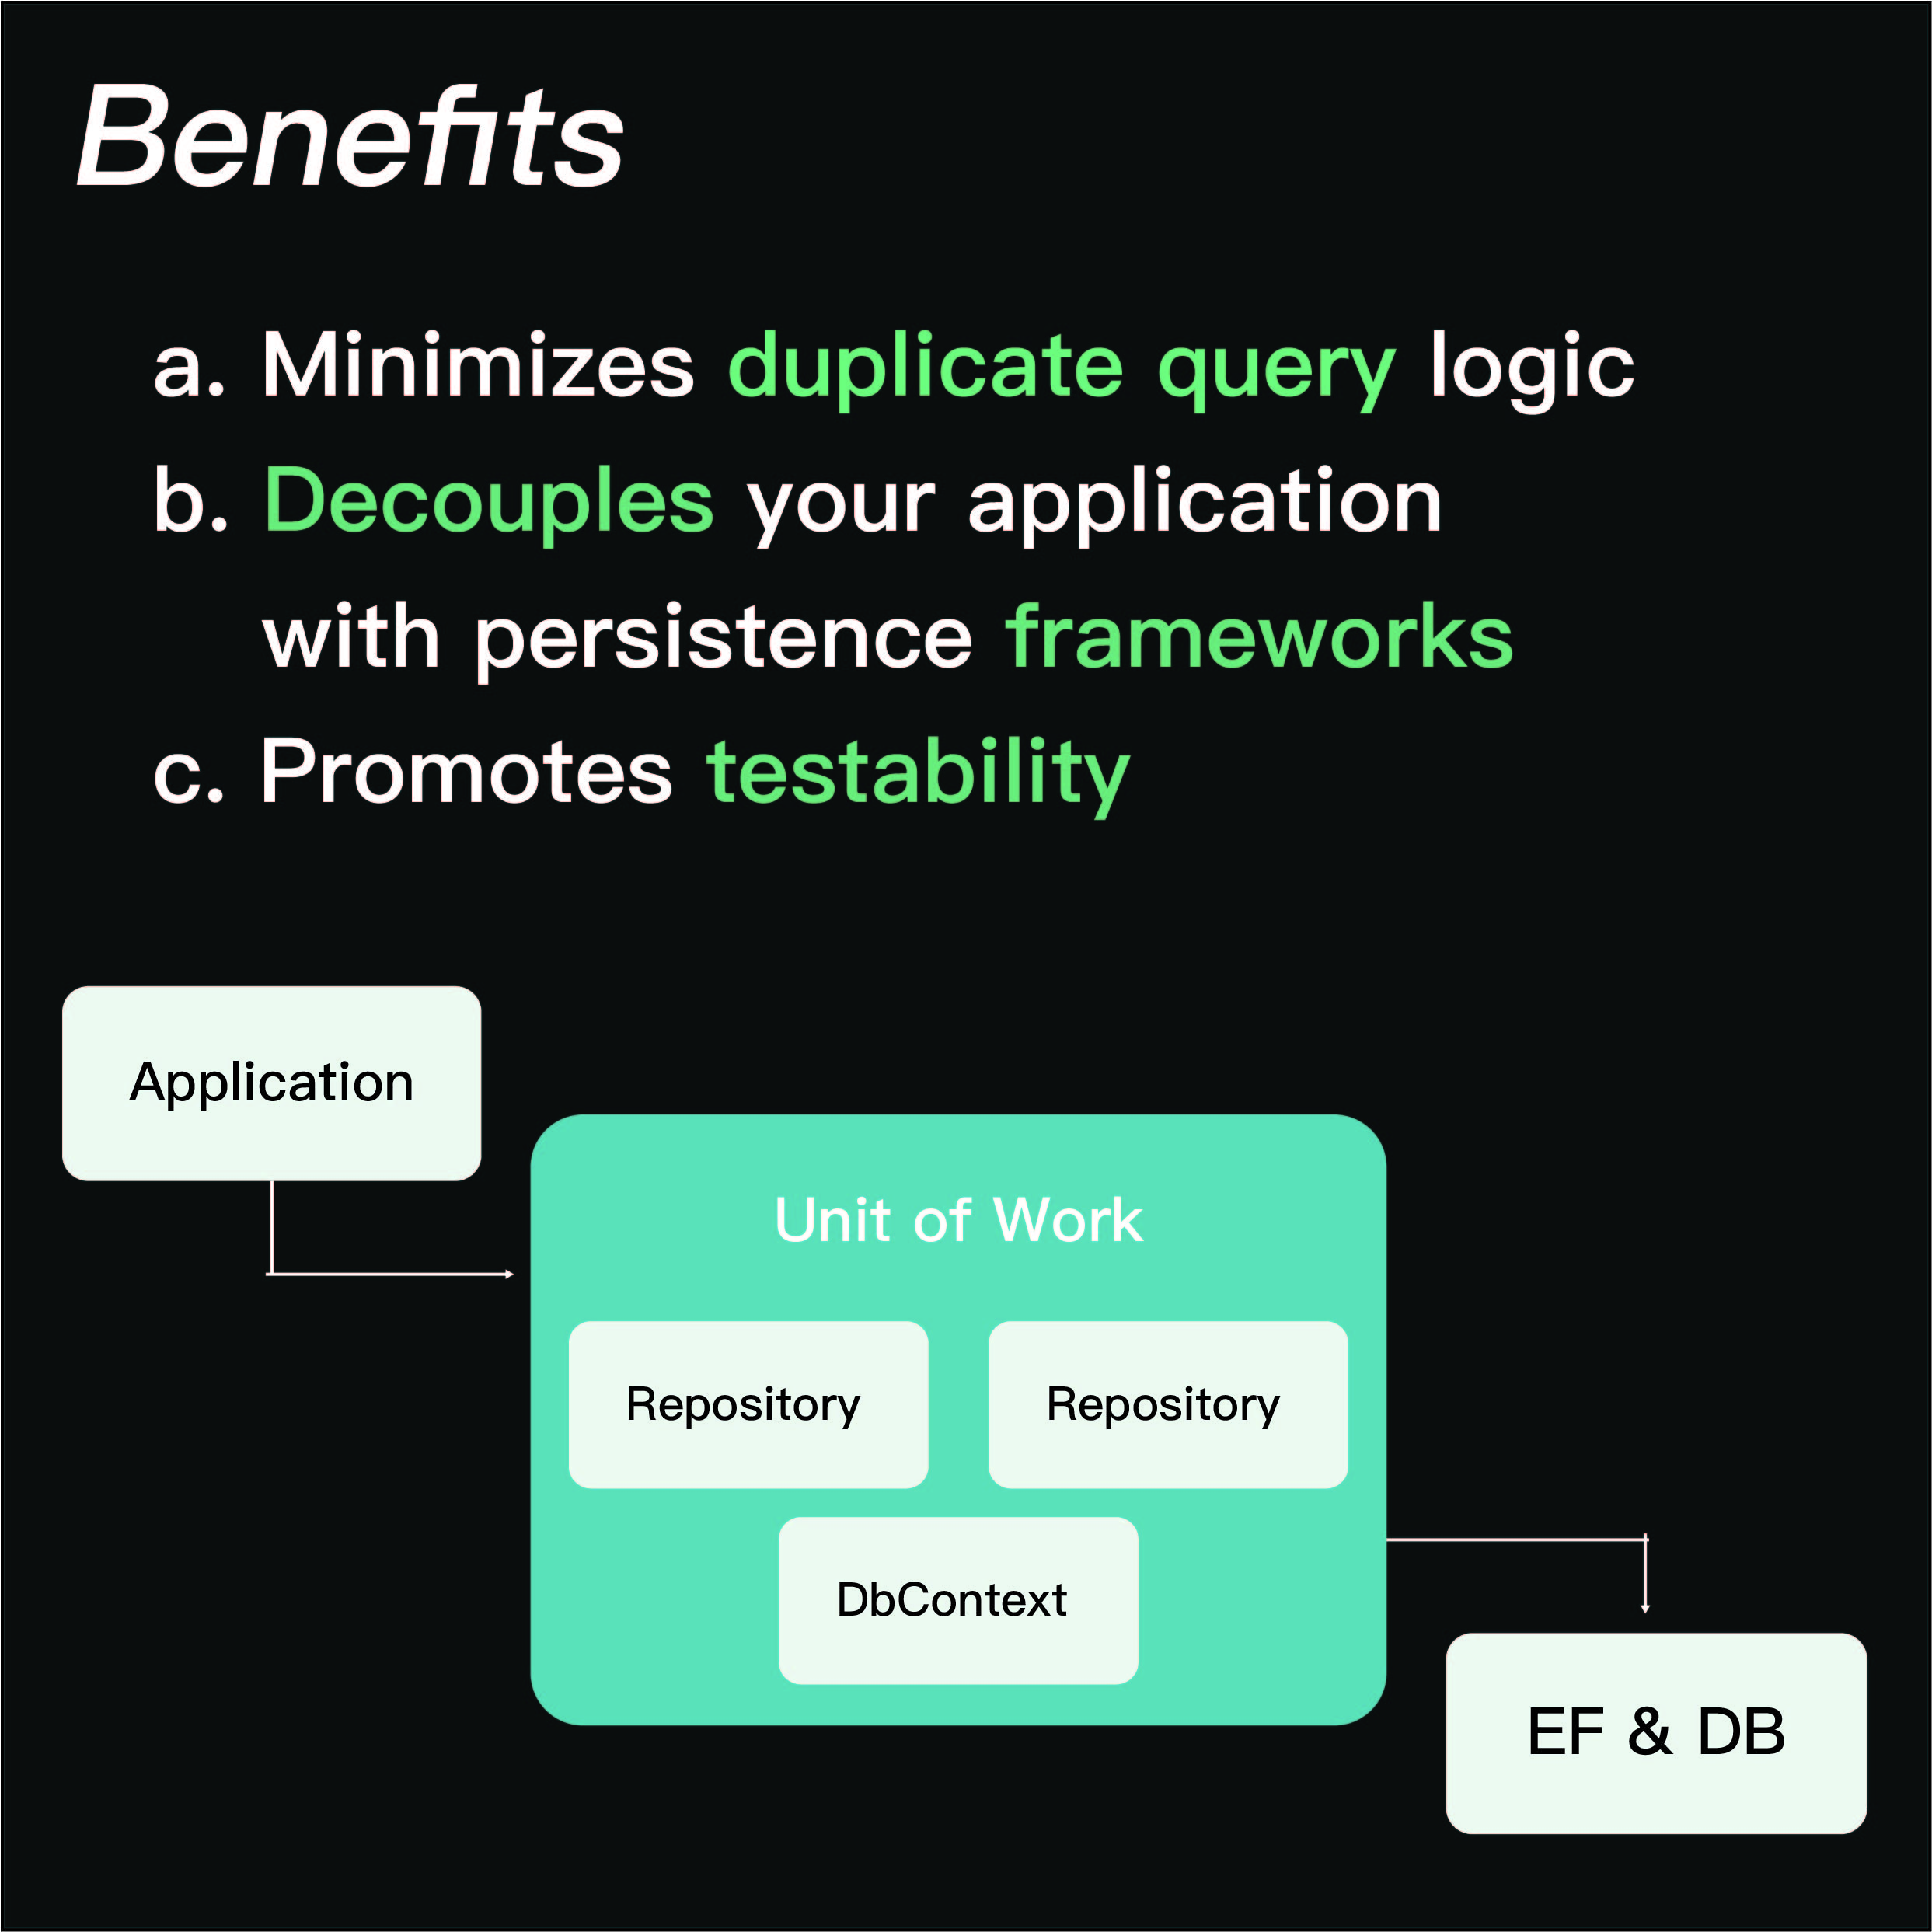 Benefits
a. Minimizes duplicate query logic
b. Decouples your application
with persistence frameworks
c. Promotes testability
Application
Unit of Work
Repository Repository
DbContext
EF & DB